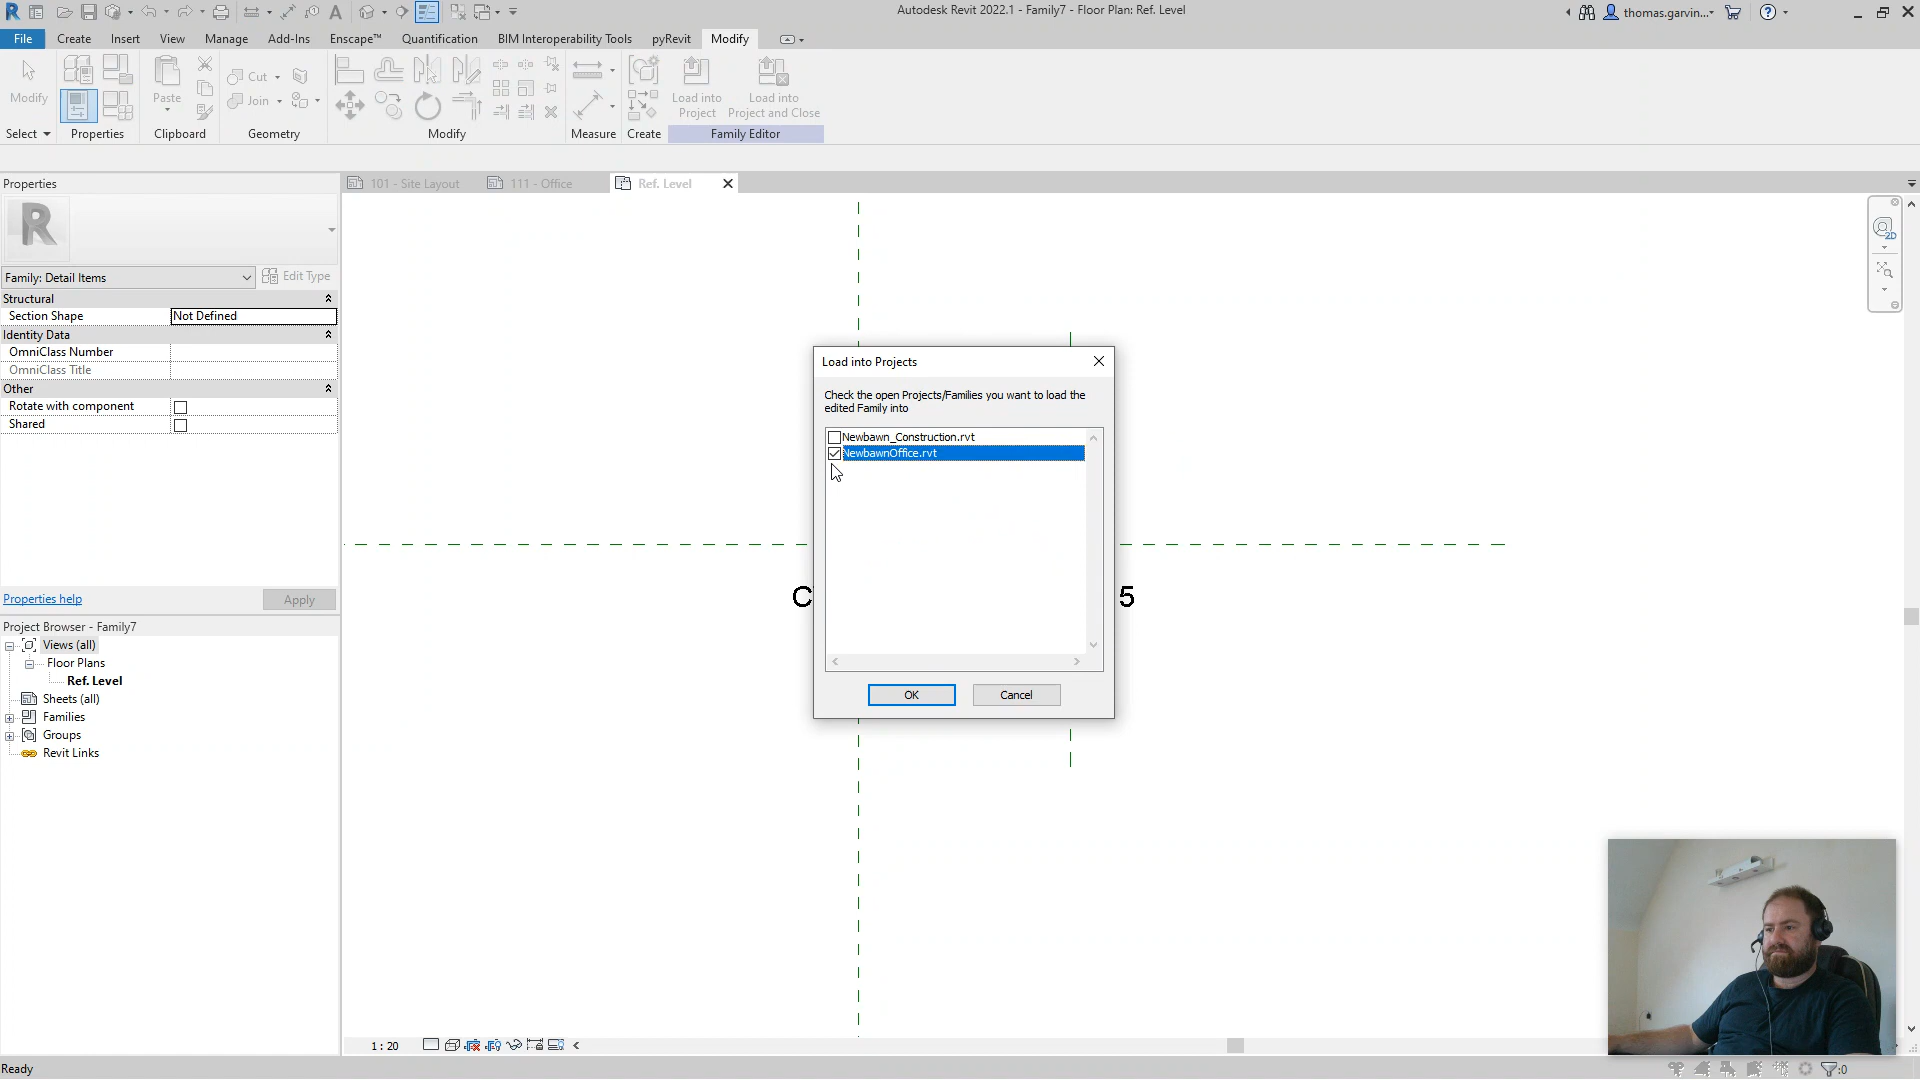 Autodesk Revit 2022.1 - Family7 - Floor Plan: Ref. Level
thomas.garvin...
File Create Insert View Manage Add-Ins Enscape™ Quantification BIM Interoperability Tools pyRevit Modify
Modify
Paste
Cut
Join
Load into
Project
Load into
Project and Close
Select Properties Clipboard Geometry Modify Measure Create Family Editor
Properties
101 - Site Layout
111 - Office
Ref. Level
Family: Detail Items
Edit Type
Structural
Section Shape Not Defined
Identity Data
OmniClass Number
OmniClass Title
Other
Rotate with component
Shared
Properties help
Apply
Project Browser - Family7
Views (all)
Floor Plans
Ref. Level
Sheets (all)
Families
Groups
Revit Links
2D
Load into Projects
Check the open Projects/Families you want to load the
edited Family into
Newbawn_Construction.rvt
NewbawnOffice.rvt
OK
Cancel
5
1 : 20
Ready
:0